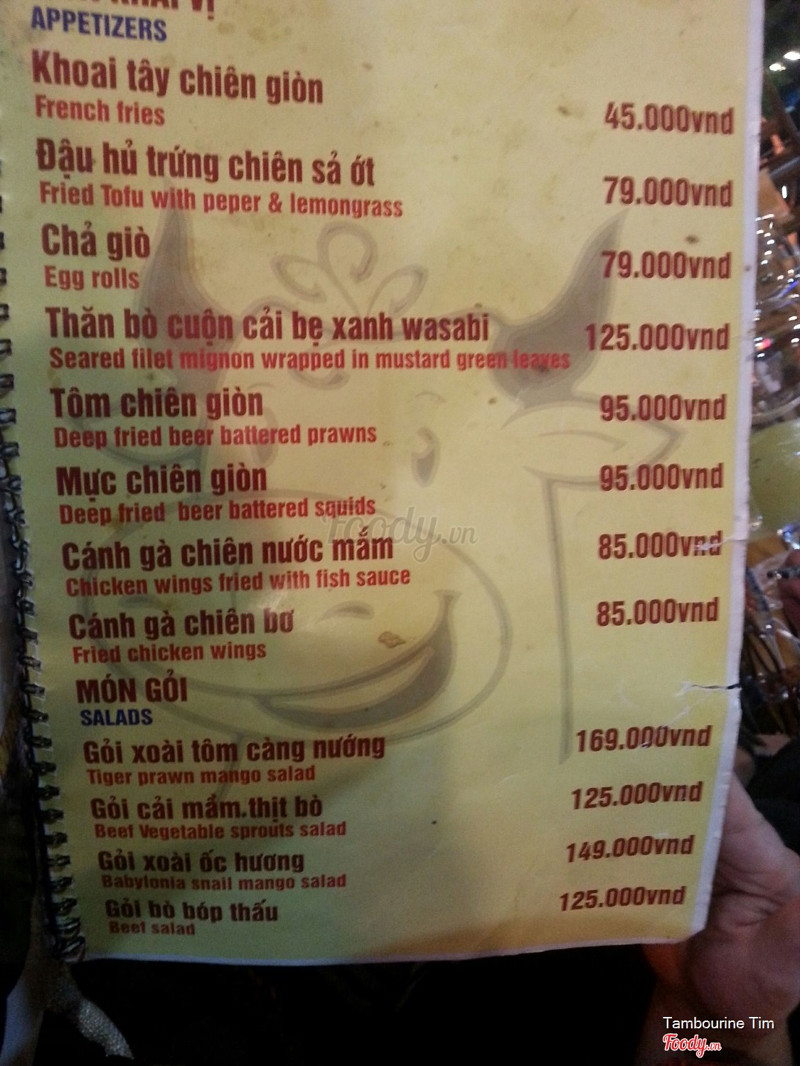 KHAI VỊ
APPETIZERS
Khoai tây chiên giòn
French fries
45.000vnd
Đậu hủ trứng chiên sả ớt
Fried Tofu with peper & lemongrass
79.000vnd
Chả giò
Egg rolls
79.000vnd
Thăn bò cuộn cải bẹ xanh wasabi
Seared filet mignon wrapped in mustard green leaves
125.000vnd
Tôm chiên giòn
Deep fried beer battered prawns
95.000vnd
Mực chiên giòn
Deep fried beer battered squids
95.000vnd
Foody.vn
Cánh gà chiên nước mắm
Chicken wings fried with fish sauce
85.000vnd
Cánh gà chiên bơ
Fried chicken wings
85.000vnd
MÓN GỎI
SALADS
Gỏi xoài tôm càng nướng
Tiger prawn mango salad
169.000vnd
Gỏi cải mầm.thịt bò
Beef Vegetable sprouts salad
125.000vnd
Gỏi xoài ốc hương
Babylonia snail mango salad
149.000vnd
Gỏi bò bóp thấu
Beef salad
125.000vnd
Tambourine Tim
Foody.vn